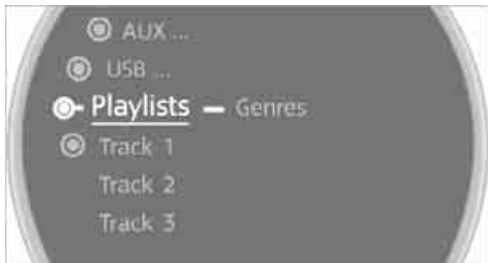 AUX ...
USB ...
Playlists – Genres
Track 1
Track 2
Track 3